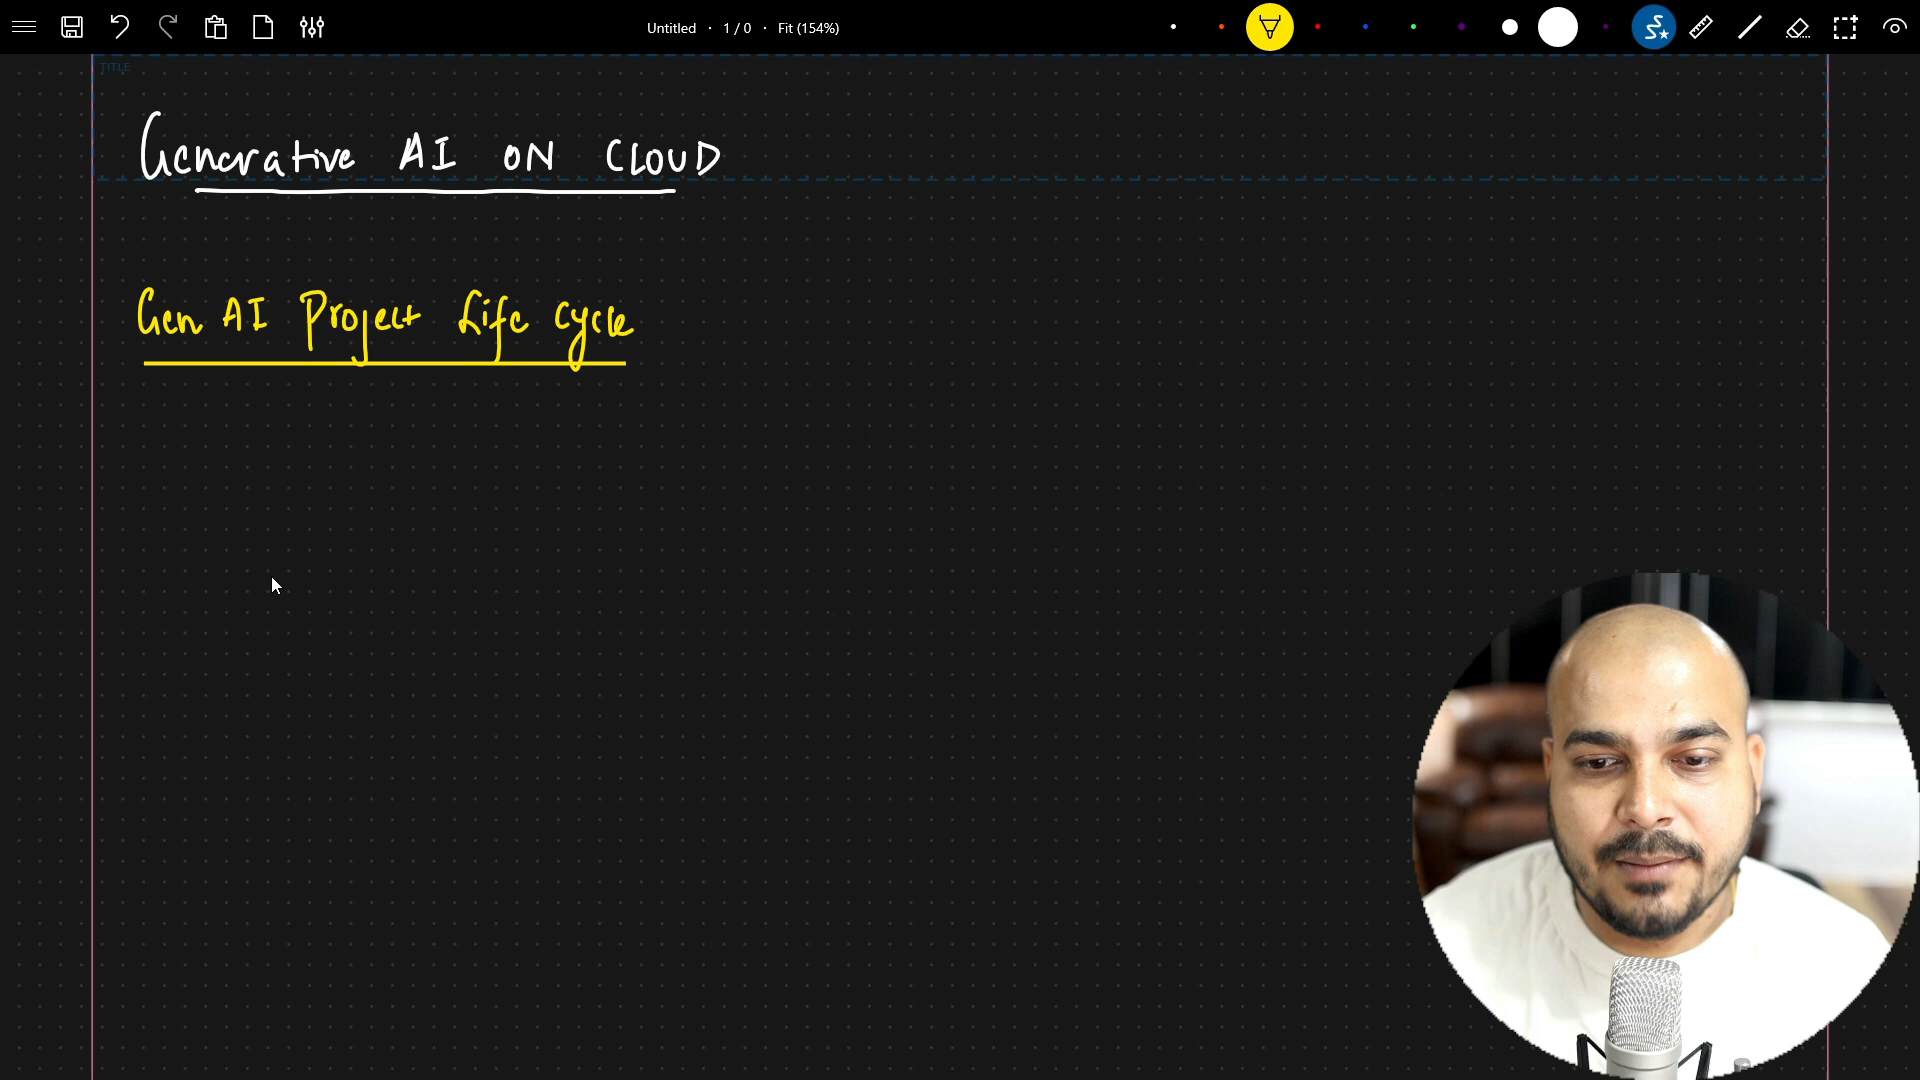 Untitled · 1 / 0 · Fit (154%)
TITLE
Generative AI ON CLOUD
Gen AI Project Life Cycle